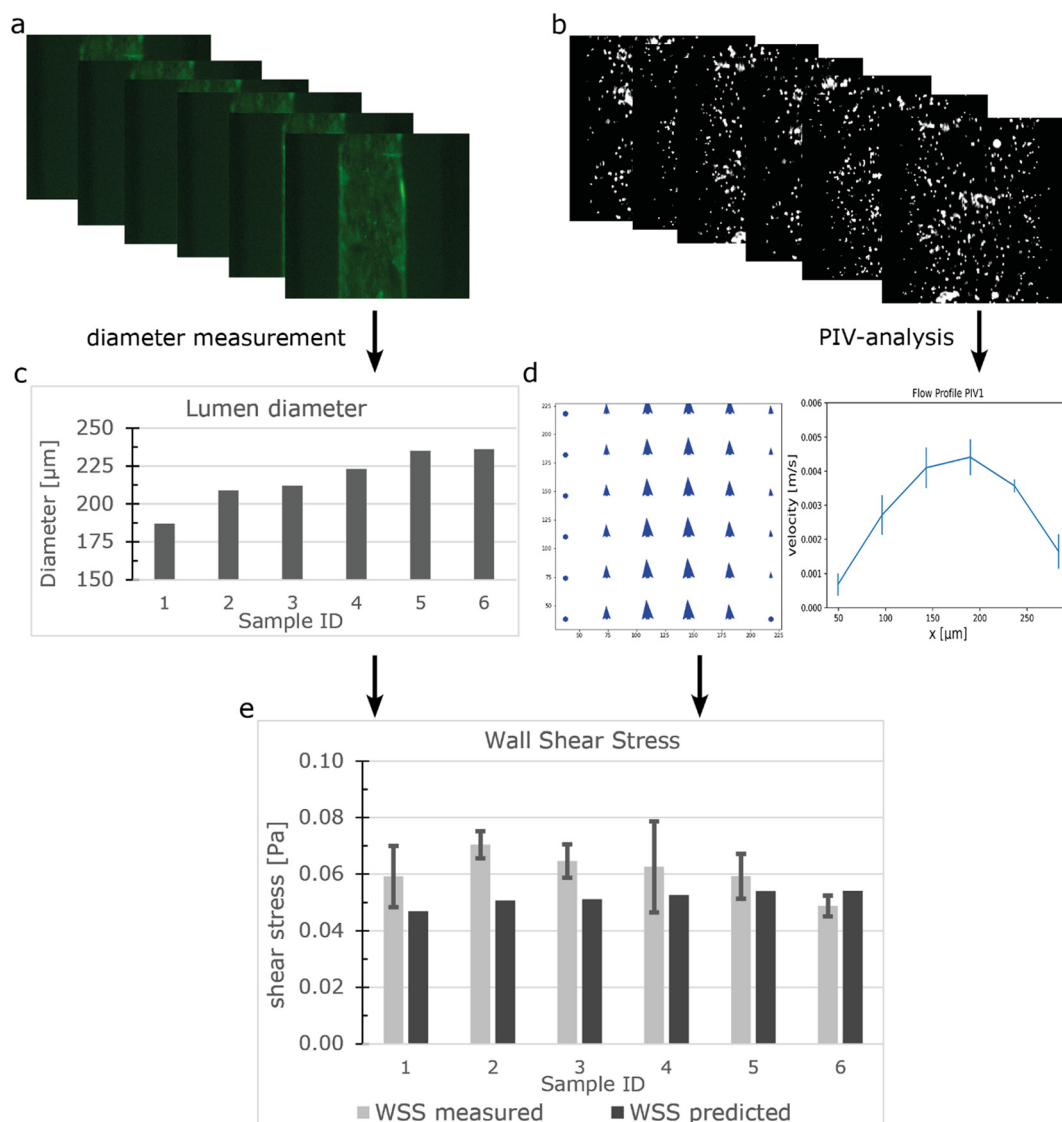 a
b
diameter measurement
PIV-analysis
c
Lumen diameter
Diameter [µm]
250
225
200
175
150
1 2 3 4 5 6
Sample ID
d
225
200
175
150
125
100
75
50
50 75 100 125 150 175 200 225
Flow Profile PIV1
velocity [m/s]
0.006
0.005
0.004
0.003
0.002
0.001
0.000
50 100 150 200 250
x [µm]
e
Wall Shear Stress
shear stress [Pa]
0.10
0.08
0.06
0.04
0.02
0.00
1 2 3 4 5 6
Sample ID
WSS measured WSS predicted